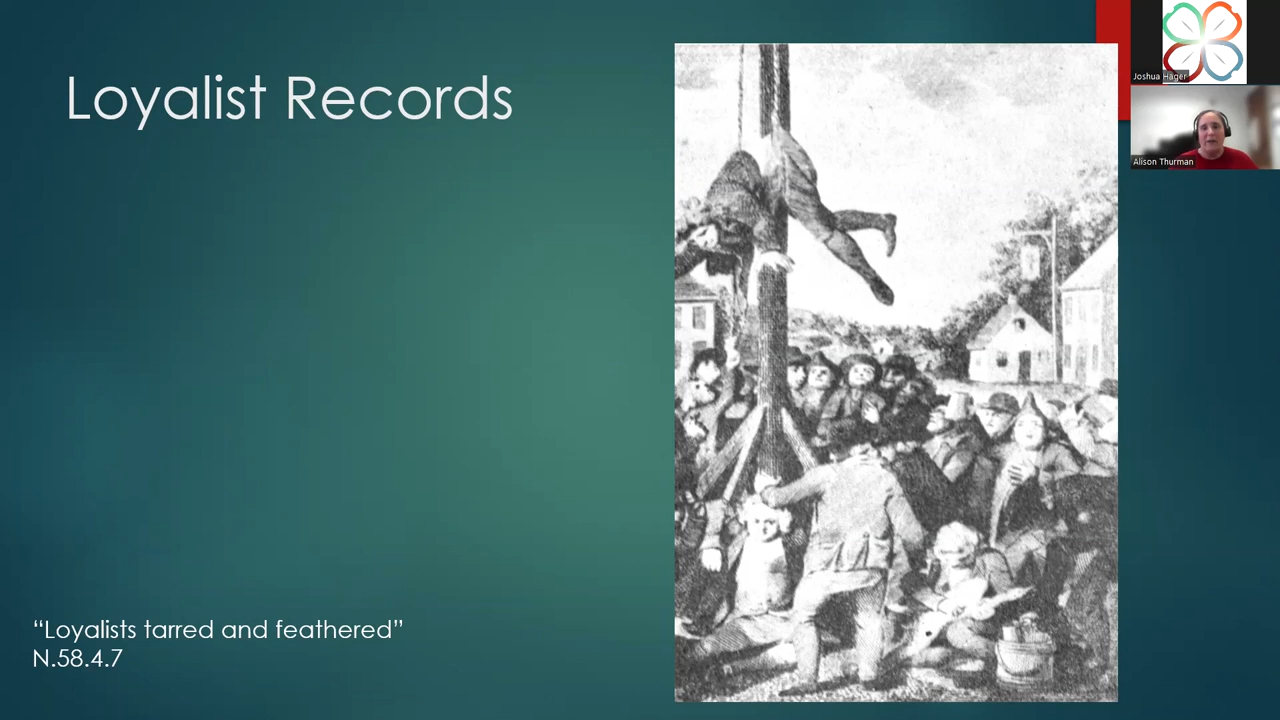 Loyalist Records
"Loyalists tarred and feathered"
N.58.4.7
Joshua Hager
Alison Thurman